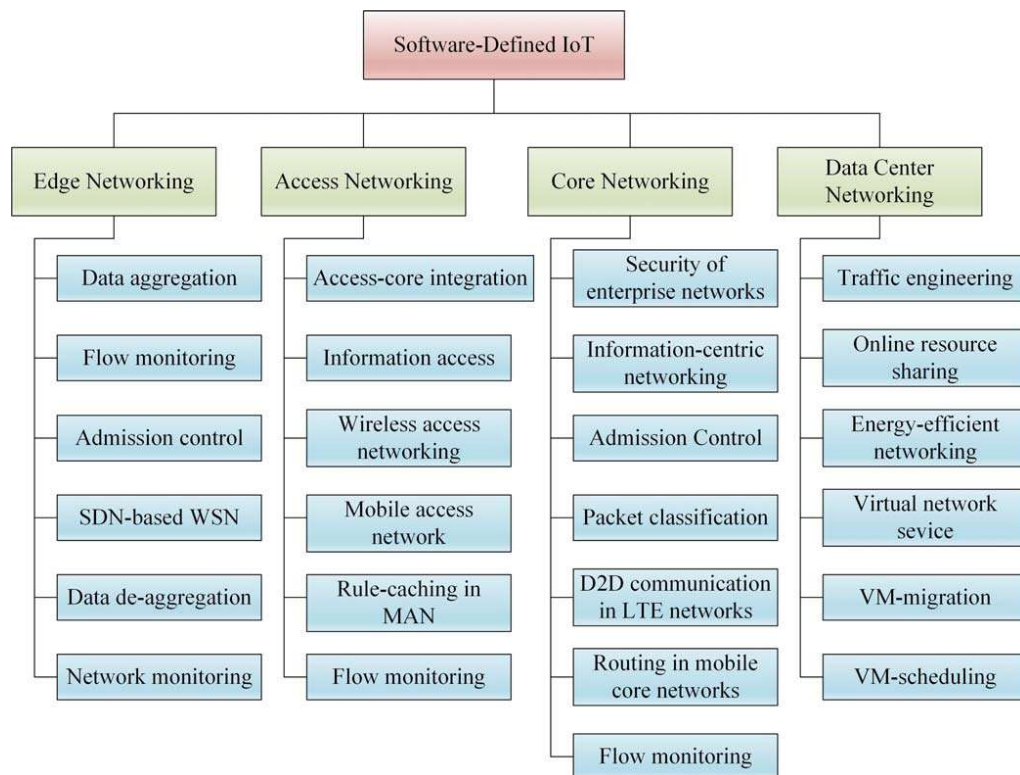 Software-Defined IoT
Edge Networking
Access Networking
Core Networking
Data Center
Networking
Data aggregation
Flow monitoring
Admission control
SDN-based WSN
Data de-aggregation
Network monitoring
Access-core integration
Information access
Wireless access
networking
Mobile access
network
Rule-caching in
MAN
Flow monitoring
Security of
enterprise networks
Information-centric
networking
Admission Control
Packet classification
D2D communication
in LTE networks
Routing in mobile
core networks
Flow monitoring
Traffic engineering
Online resource
sharing
Energy-efficient
networking
Virtual network
sevice
VM-migration
VM-scheduling